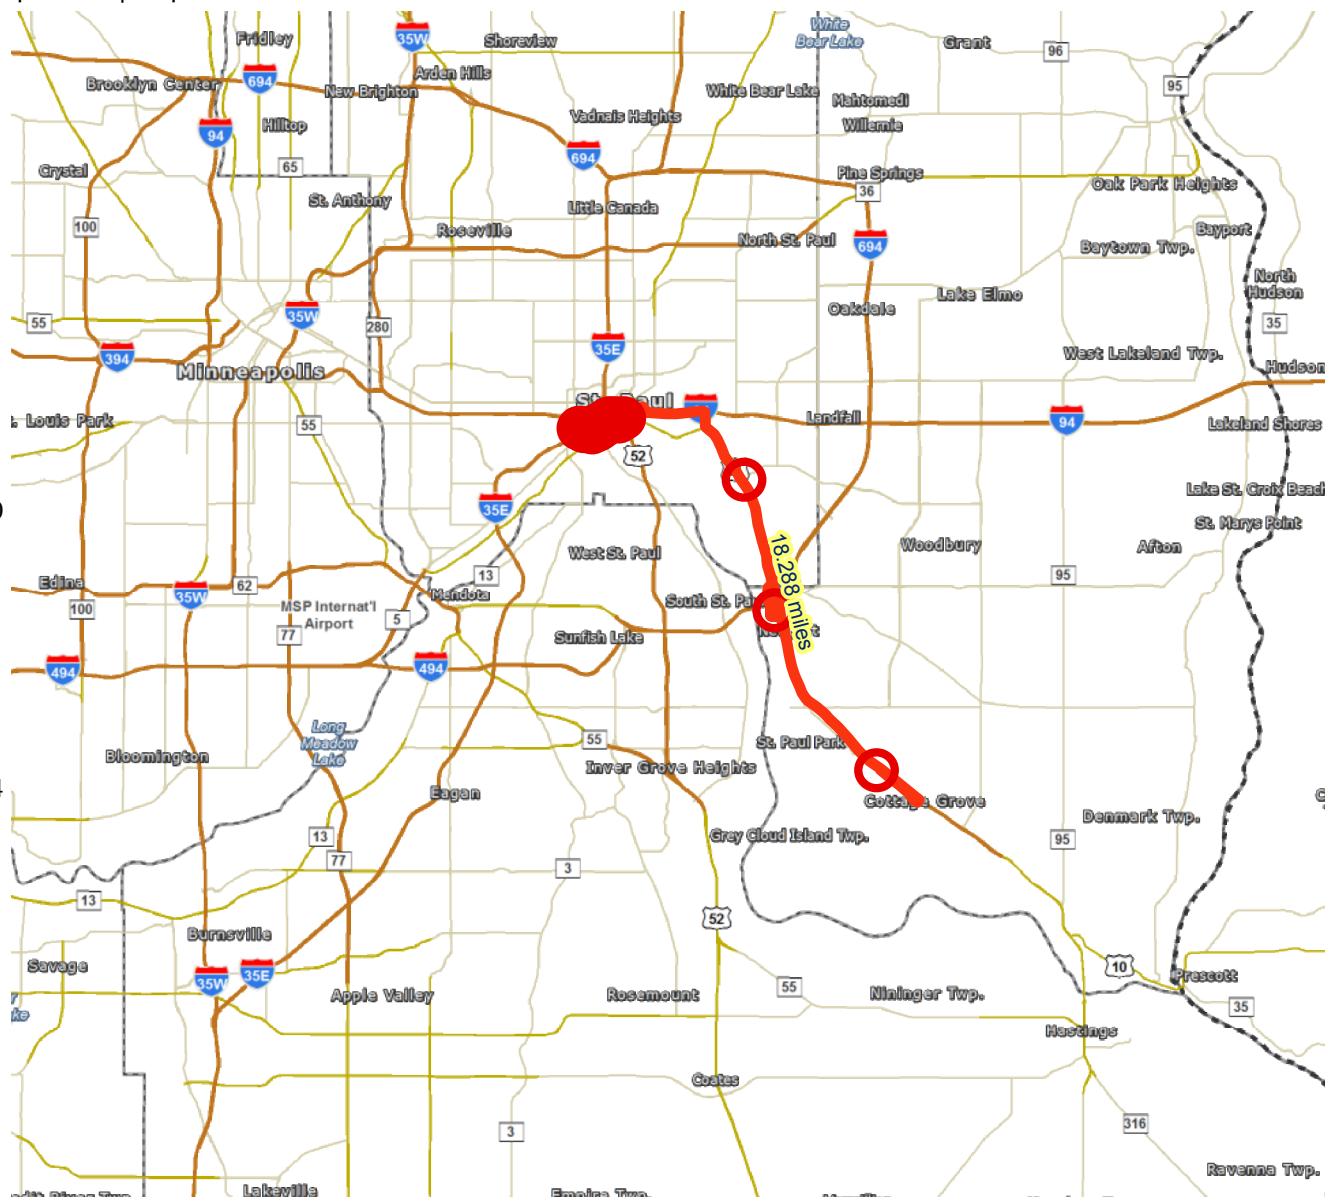 White
Bear Lake
35W
Fridley
Shoreview
Grant
96
Brooklyn Center
694
Arden Hills
New Brighton
White Bear Lake
Mahtomedi
95
94
Hilltop
Vadnais Heights
Willernie
Crystal
65
694
Pine Springs
36
Oak Park Heights
St. Anthony
Little Canada
100
Roseville
North St. Paul
694
Bayport
Baytown Twp.
North
Hudson
Lake Elmo
Oakdale
55
35W
280
35
394
35E
West Lakeland Twp.
Minneapolis
Hudson
Louis Park
55
Landfall
94
Lakeland Shores
52
35E
Lake St. Croix Beach
St. Marys Point
West St. Paul
Woodbury
Afton
18.288 miles
Edina
35W
62
13
95
100
MSP Internat'l
Airport
Mendota
South St. Pa
77
5
Sunfish Lake
494
494
Long
Meadow
Lake
55
St. Paul Park
Bloomington
Inver Grove Heights
Eagan
Cottage Grove
Denmark Twp.
13
Grey Cloud Island Twp.
95
77
3
13
52
Burnsville
Savage
35W
35E
10
Prescott
Apple Valley
Rosemount
55
Nininger Twp.
35
Hastings
Coates
3
316
Ravenna Twp.
Lakeville
Empire Twp.